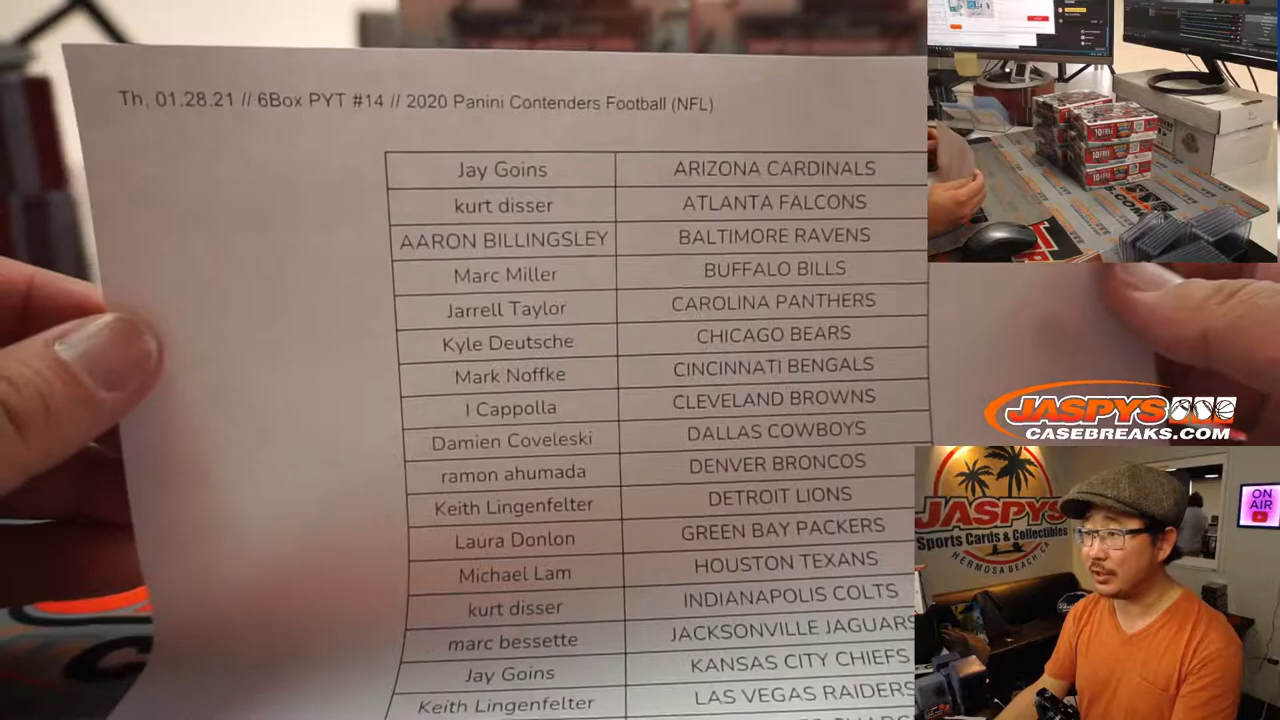 Th, 01.28.21 // 6Box PYT #14 // 2020 Panini Contenders Football (NFL)
Jay Goins ARIZONA CARDINALS
kurt disser ATLANTA FALCONS
AARON BILLINGSLEY BALTIMORE RAVENS
Marc Miller BUFFALO BILLS
Jarrell Taylor CAROLINA PANTHERS
Kyle Deutsche CHICAGO BEARS
Mark Noffke CINCINNATI BENGALS
I Cappolla CLEVELAND BROWNS
Damien Coveleski DALLAS COWBOYS
ramon ahumada DENVER BRONCOS
Keith Lingenfelter DETROIT LIONS
Laura Donlon GREEN BAY PACKERS
Michael Lam HOUSTON TEXANS
kurt disser INDIANAPOLIS COLTS
marc bessette JACKSONVILLE JAGUARS
Jay Goins KANSAS CITY CHIEFS
Keith Lingenfelter LAS VEGAS RAIDERS
JASPYS
CASEBREAKS.COM
JASPYS
Sports Cards & Collectibles
HERMOSA BEACH, CA
ON
AIR